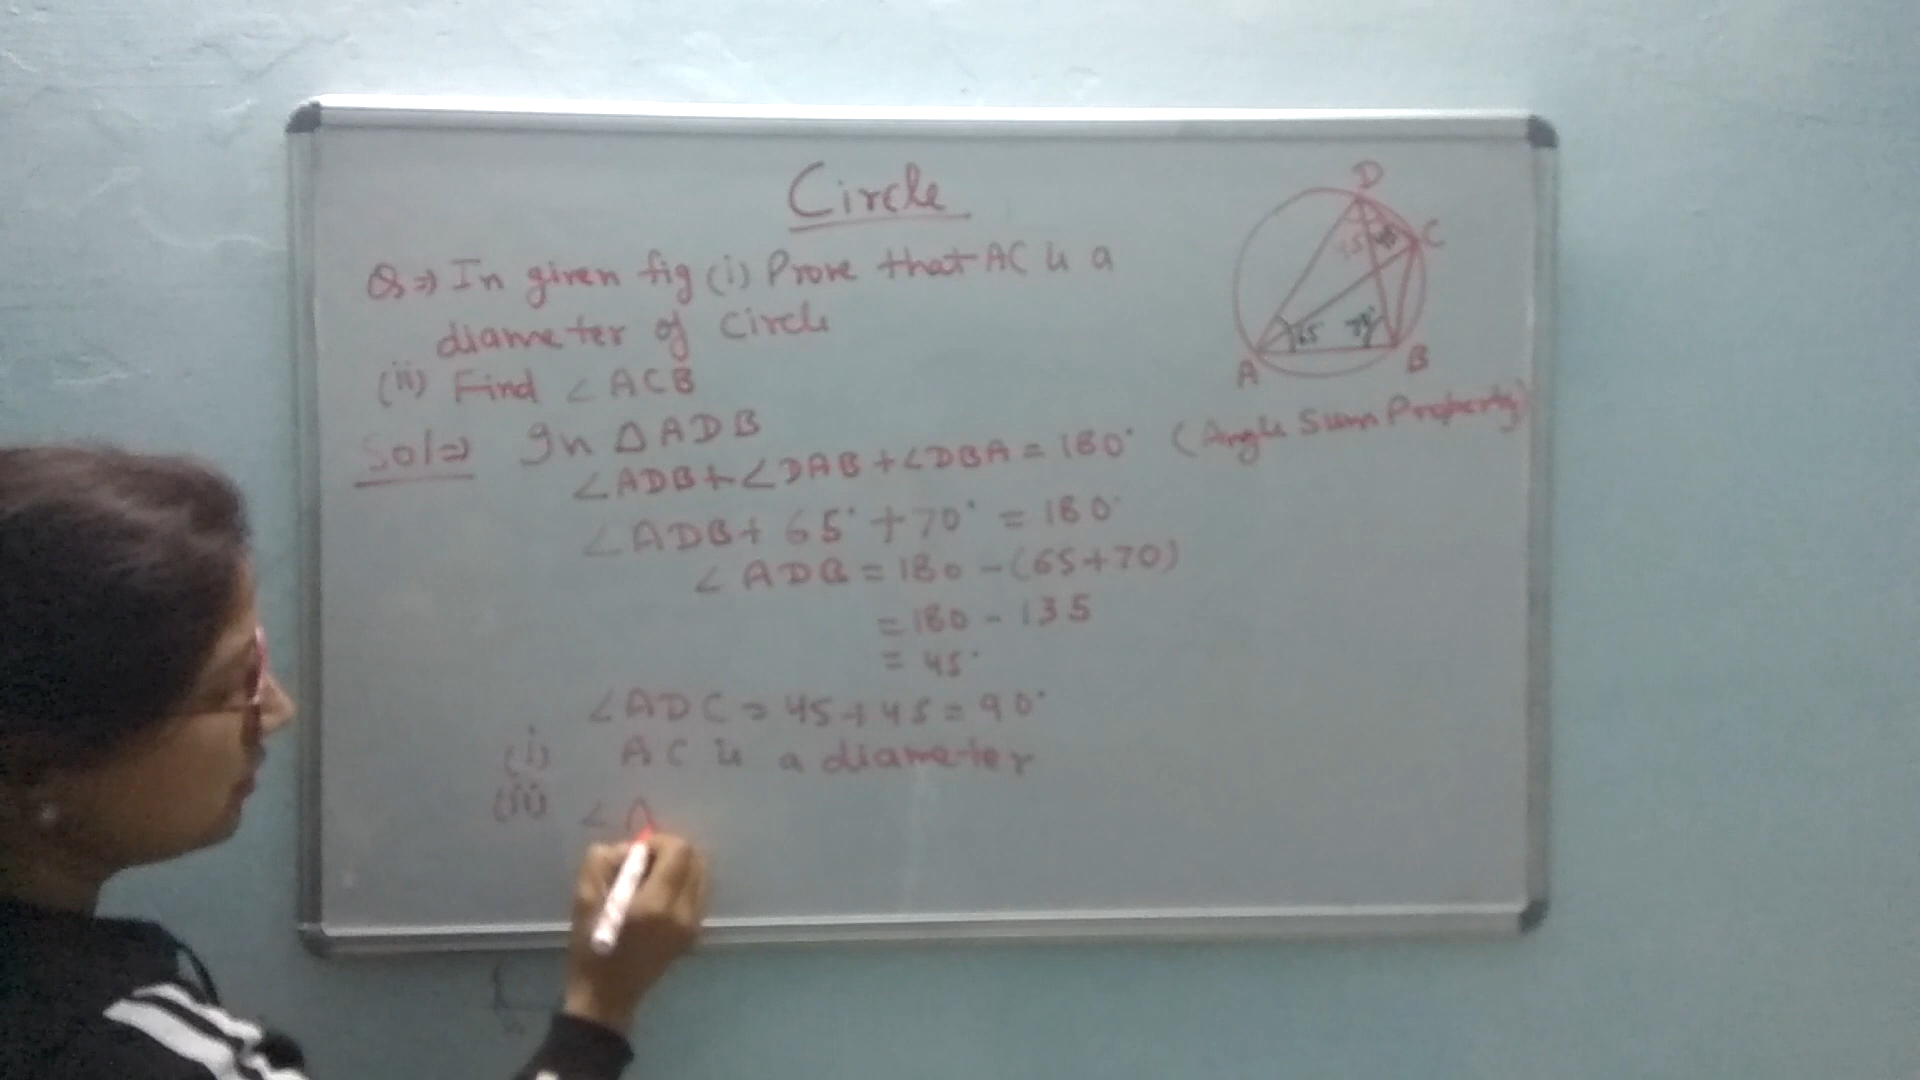 Circle
Q⇒ In given fig (i) Prove that AC is a
diameter of circle
(ii) Find ∠ACB
Sol⇒ In ΔADB
∠ADB+∠DAB+∠DBA=180° (Angle Sum Property)
∠ADB+65°+70°=180°
∠ADB=180-(65+70)
=180-135
=45°
∠ADC=45+45=90°
(i) AC is a diameter
(ii) ∠A
D
C
45 45
65 70°
A
B